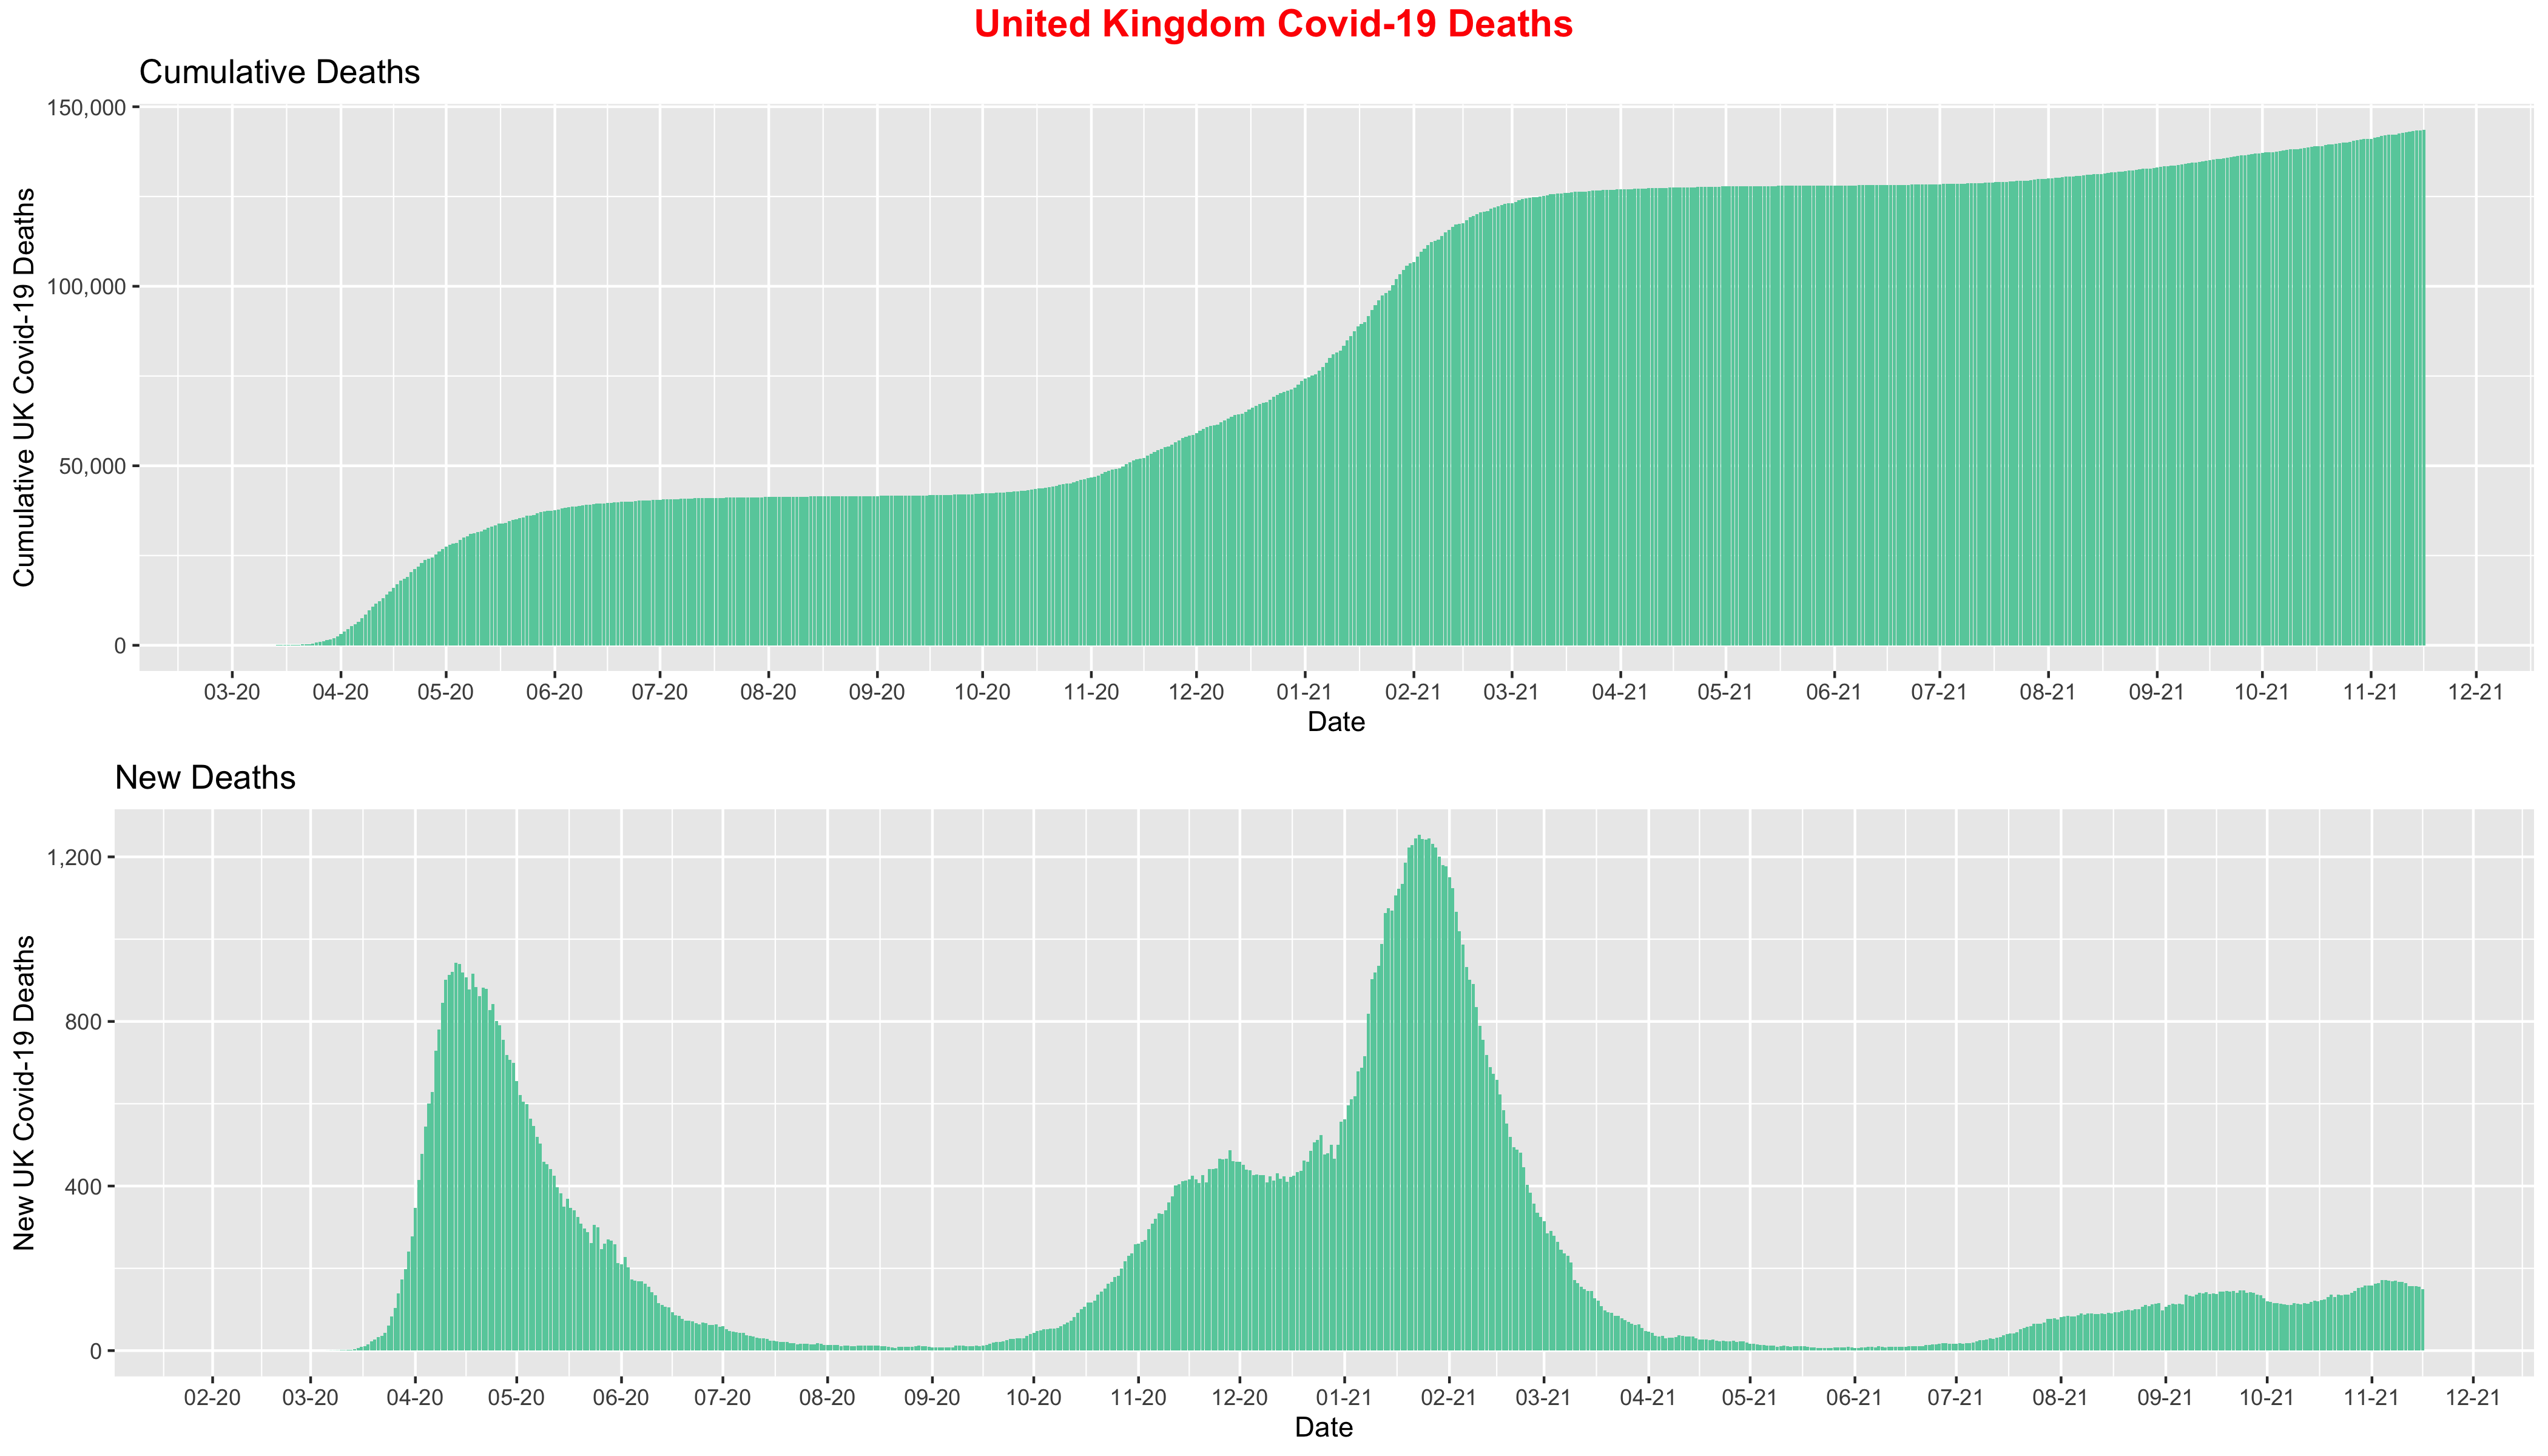 United Kingdom Covid-19 Deaths
Cumulative Deaths
Cumulative UK Covid-19 Deaths
150,000
100,000
50,000
0
03-20 04-20 05-20 06-20 07-20 08-20 09-20 10-20 11-20 12-20 01-21 02-21 03-21 04-21 05-21 06-21 07-21 08-21 09-21 10-21 11-21 12-21
Date
New Deaths
New UK Covid-19 Deaths
1,200
800
400
0
02-20 03-20 04-20 05-20 06-20 07-20 08-20 09-20 10-20 11-20 12-20 01-21 02-21 03-21 04-21 05-21 06-21 07-21 08-21 09-21 10-21 11-21 12-21
Date